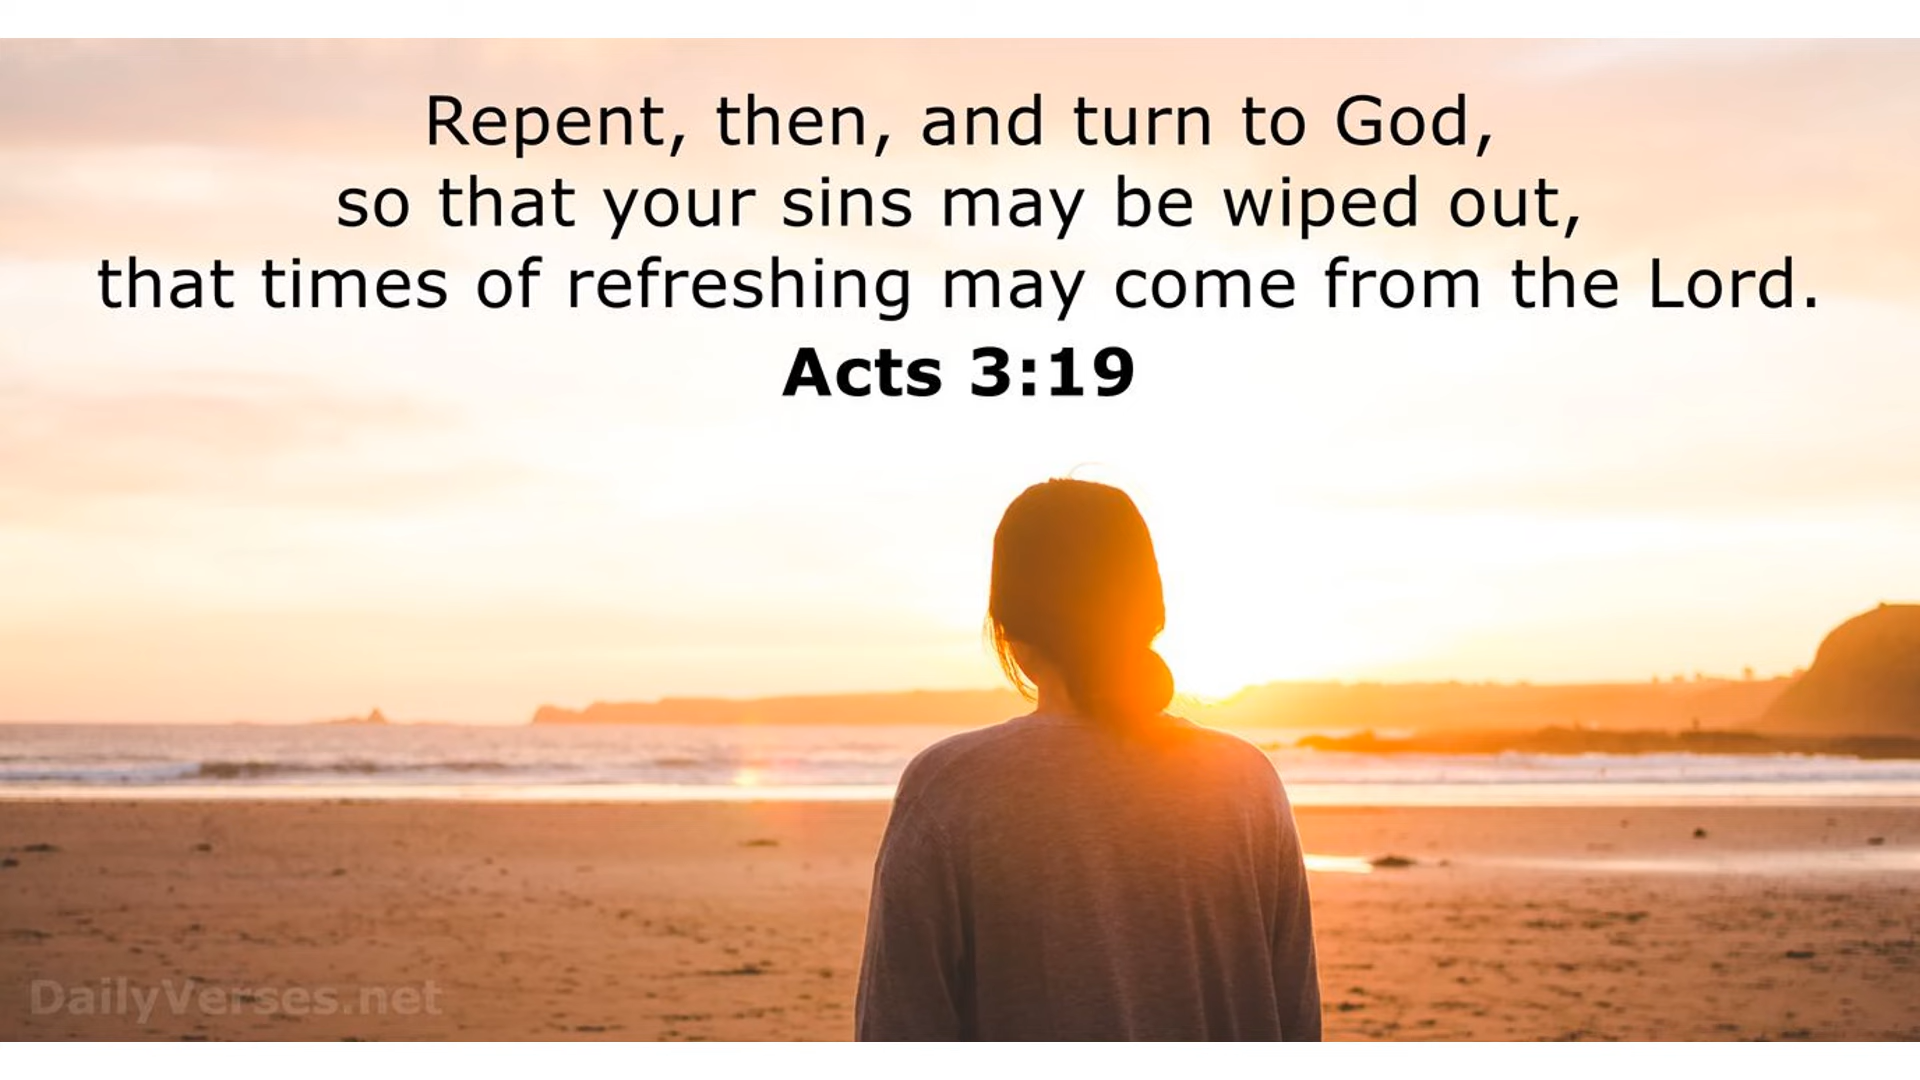 Repent, then, and turn to God,
so that your sins may be wiped out,
that times of refreshing may come from the Lord.
Acts 3:19
DailyVerses.net